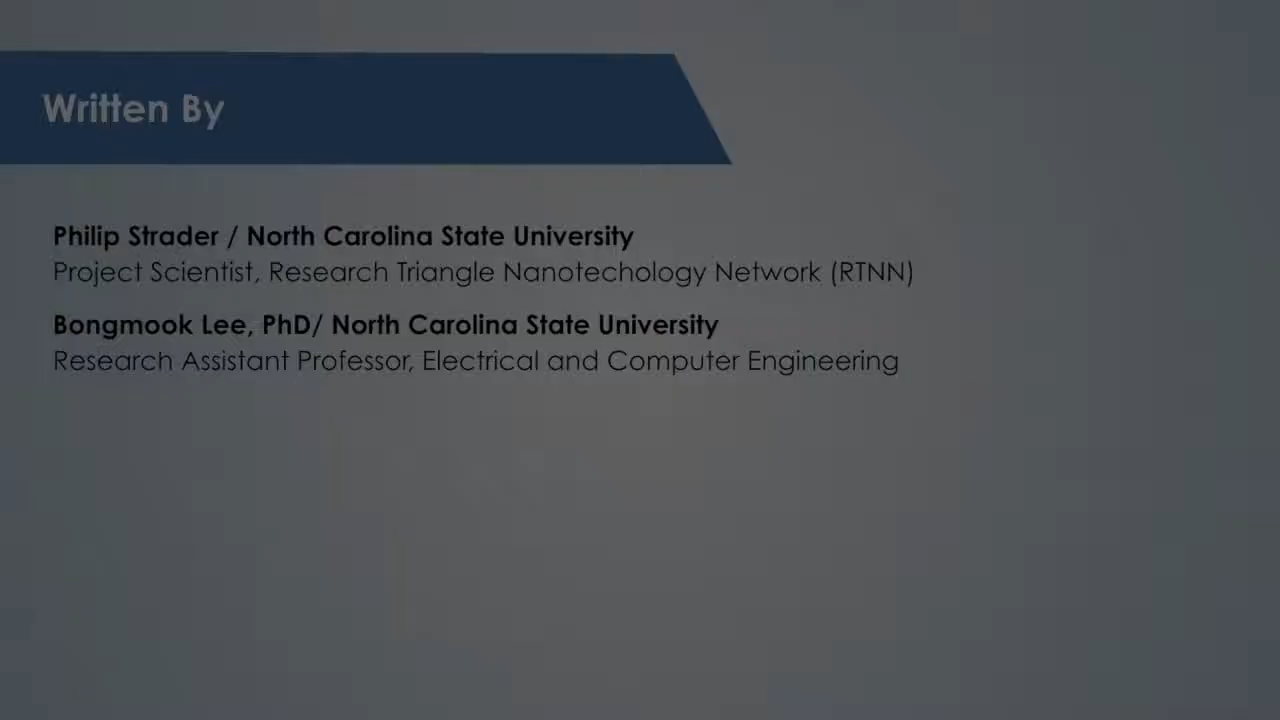 Written By
Philip Strader / North Carolina State University
Project Scientist, Research Triangle Nanotechology Network (RTNN)
Bongmook Lee, PhD/ North Carolina State University
Research Assistant Professor, Electrical and Computer Engineering